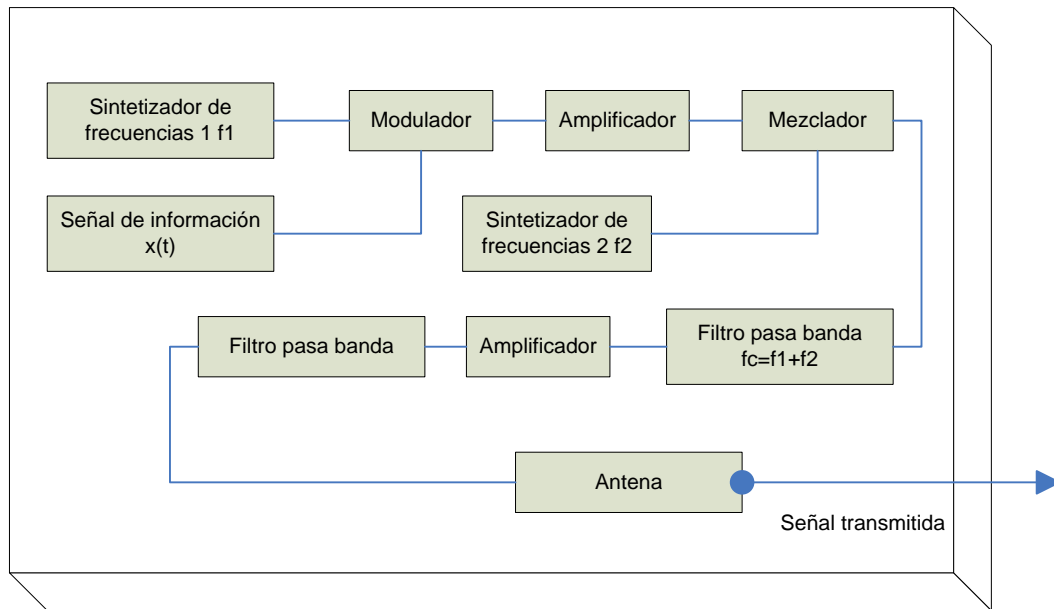 Sintetizador de
frecuencias 1 f1
Modulador
Amplificador
Mezclador
Señal de información
x(t)
Sintetizador de
frecuencias 2 f2
Filtro pasa banda
Amplificador
Filtro pasa banda
fc=f1+f2
Antena
Señal transmitida